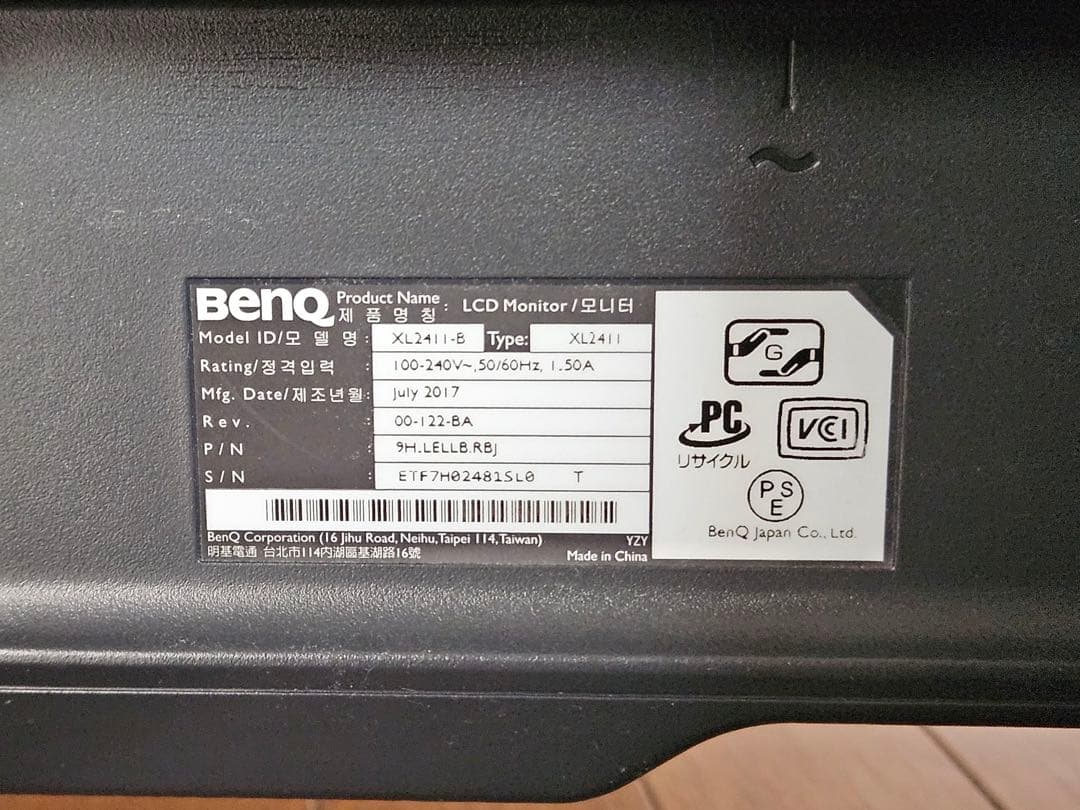 BenQ
Product Name : LCD Monitor / 모니터
제 품 명 칭
Model ID/모 델 명 : XL2411-B Type: XL2411
Rating/정격입력 : 100-240V~,50/60Hz, 1.50A
Mfg. Date/제조년월: July 2017
Rev. : 00-122-BA
P/N : 9H.LELLB.RBJ
S/N : ETF7H02481SL0 T
BenQ Corporation (16 Jihu Road, Neihu,Taipei 114,Taiwan) YZY
明基電通 台北市114內湖區基湖路16號 Made in China
G
PC
リサイクル
VCCI
PSE
BenQ Japan Co., Ltd.